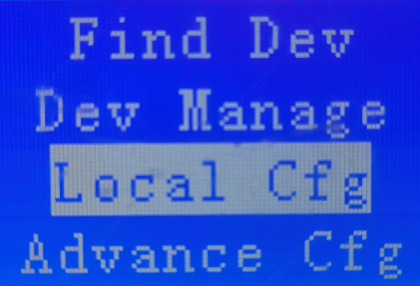 Find Dev
Dev Manage
Local Cfg
Advance Cfg